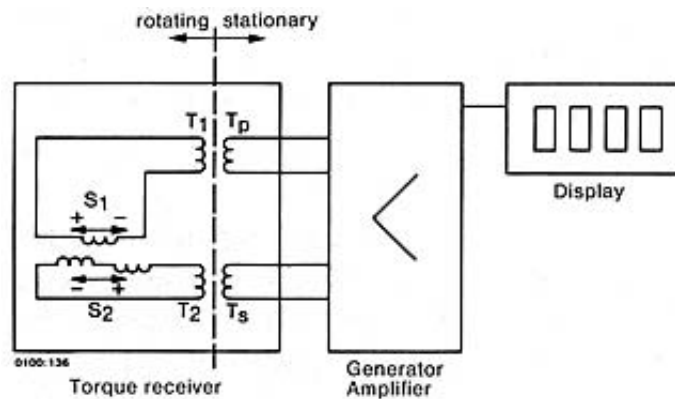 rotating stationary
T1 Tp
S1
+ -
- +
S2
T2 Ts
Display
0100:136
Torque receiver
Generator
Amplifier